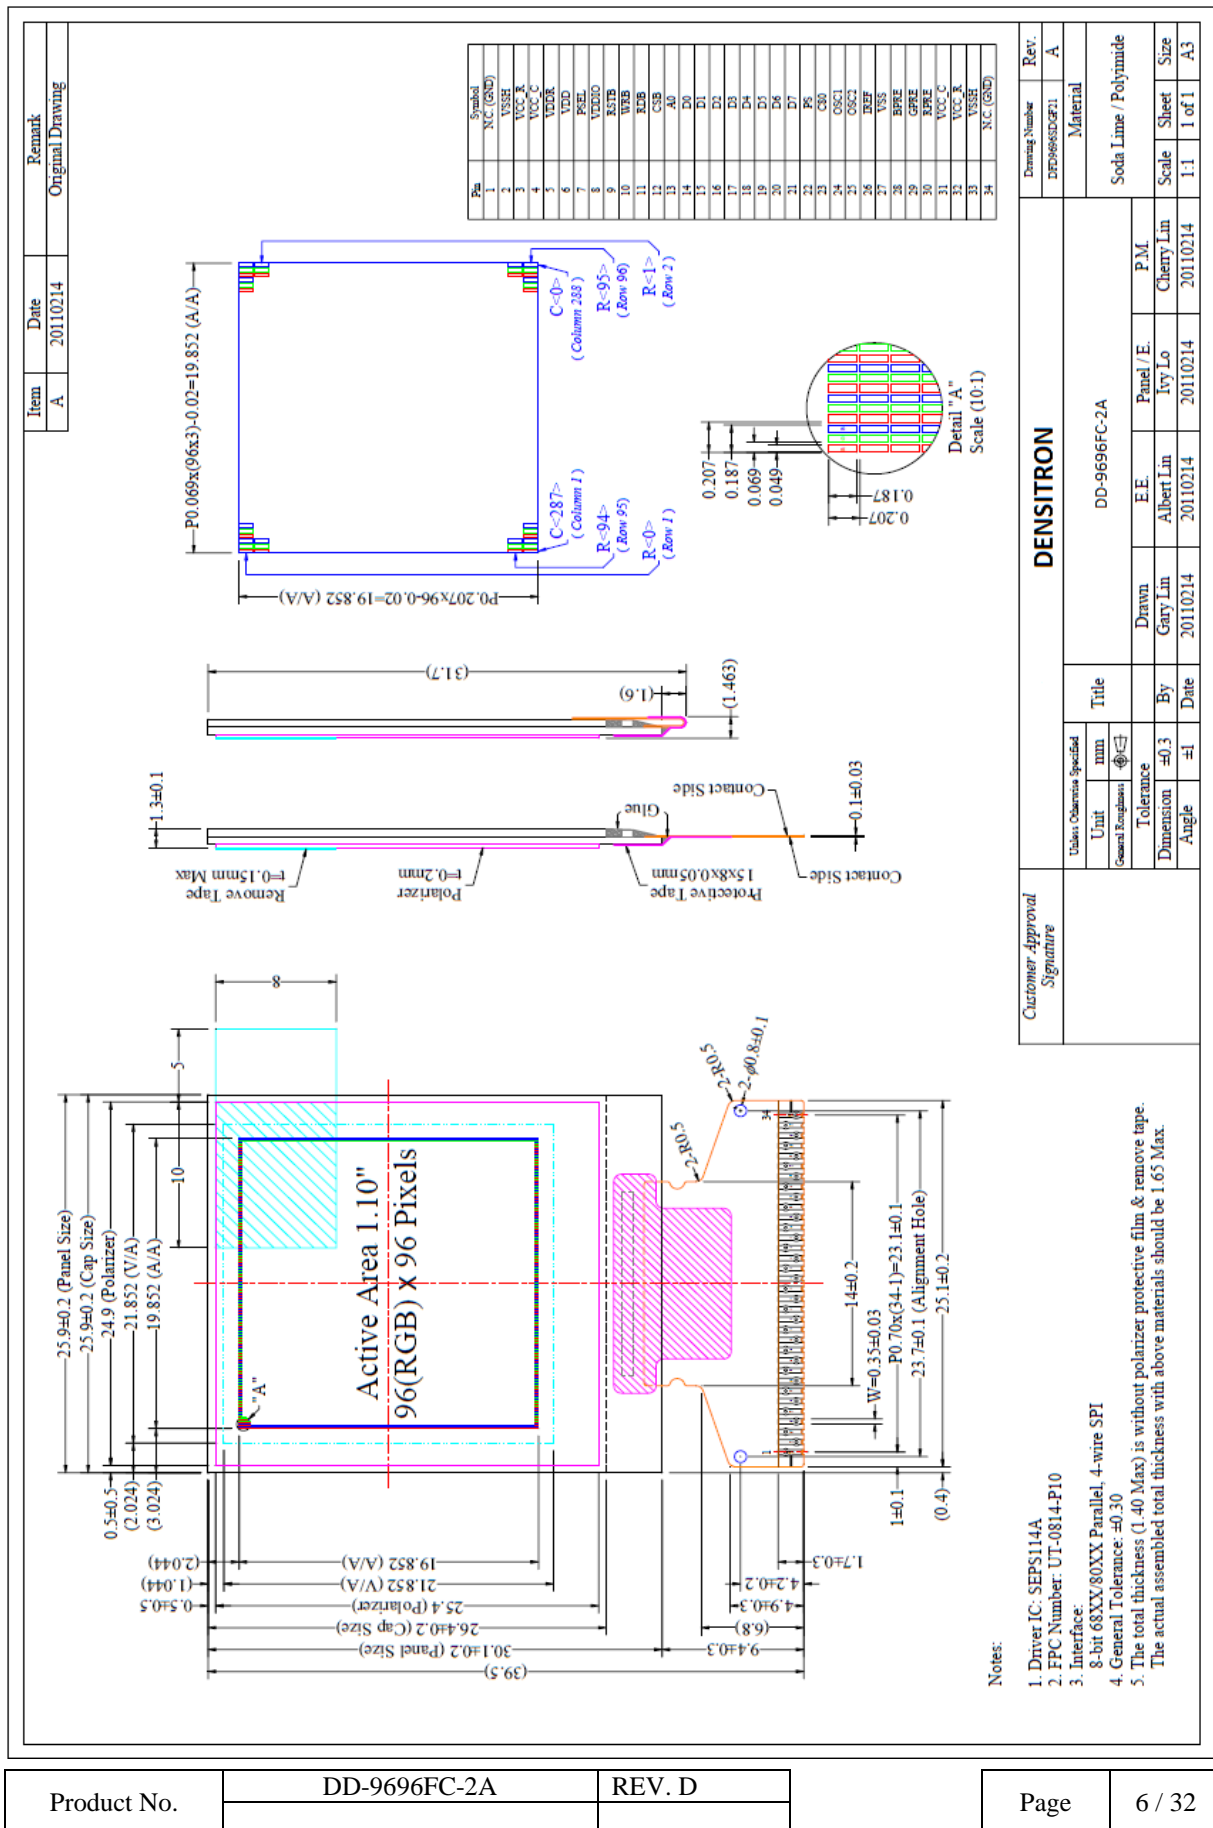 Item Date Remark
A 20110214 Original Drawing
25.9±0.2 (Panel Size)
25.9±0.2 (Cap Size)
24.9 (Polarizer)
21.852 (V/A)
19.852 (A/A)
0.5±0.5
(2.024)
(3.024)
10
5
8
"A"
Active Area 1.10"
96(RGB) x 96 Pixels
(2.044)
19.852 (A/A)
(1.044)
21.852 (V/A)
0.5±0.5
25.4 (Polarizer)
26.4±0.2 (Cap Size)
30.1±0.2 (Panel Size)
(39.5)
9.4±0.3
(6.8)
4.9±0.3
4.2±0.2
1.7±0.3
2-R0.5
2-R0.5
2-ϕ0.8±0.1
1
34
14±0.2
W=0.35±0.03
P0.70x(34-1)=23.1±0.1
23.7±0.1 (Alignment Hole)
25.1±0.2
1±0.1
(0.4)
1.3±0.1
Remove Tape
t=0.15mm Max
Polarizer
t=0.2mm
Protective Tape
15x8x0.05mm
Glue
Contact Side
Contact Side
0.1±0.03
(31.7)
(1.6)
(1.463)
P0.069x(96x3)-0.02=19.852 (A/A)
P0.207x96-0.02=19.852 (A/A)
C<287>
( Column 1 )
R<94>
( Row 95 )
R<0>
( Row 1 )
C<0>
( Column 288 )
R<95>
( Row 96 )
R<1>
( Row 2 )
0.207
0.187
0.069
0.049
0.187
0.207
Detail "A"
Scale (10:1)
Pin Symbol
1 N.C. (GND)
2 VSSH
3 VCC_R
4 VCC_C
5 VDDR
6 VDD
7 PSEL
8 VDDIO
9 RSTB
10 WRB
11 RDB
12 CSB
13 A0
14 D0
15 D1
16 D2
17 D3
18 D4
19 D5
20 D6
21 D7
22 PS
23 C80
24 OSC1
25 OSC2
26 IREF
27 VSS
28 BPRE
29 GPRE
30 RPRE
31 VCC_C
32 VCC_R
33 VSSH
34 N.C. (GND)
Notes:
1. Driver IC: SEPS114A
2. FPC Number: UT-0814-P10
3. Interface:
8-bit 68XX/80XX Parallel, 4-wire SPI
4. General Tolerance: ±0.30
5. The total thickness (1.40 Max) is without polarizer protective film & remove tape.
The actual assembled total thickness with above materials should be 1.65 Max.
Customer Approval
Signature
Unless Otherwise Specified
Unit mm
General Roughness
Tolerance
Dimension ±0.3
Angle ±1
DENSITRON
Title DD-9696FC-2A
Drawn E.E. Panel / E. P.M.
By Gary Lin Albert Lin Ivy Lo Cherry Lin
Date 20110214 20110214 20110214 20110214
Drawing Number Rev.
DFD9696SDGF21 A
Material
Soda Lime / Polyimide
Scale Sheet Size
1:1 1 of 1 A3
Product No. DD-9696FC-2A REV. D Page 6 / 32